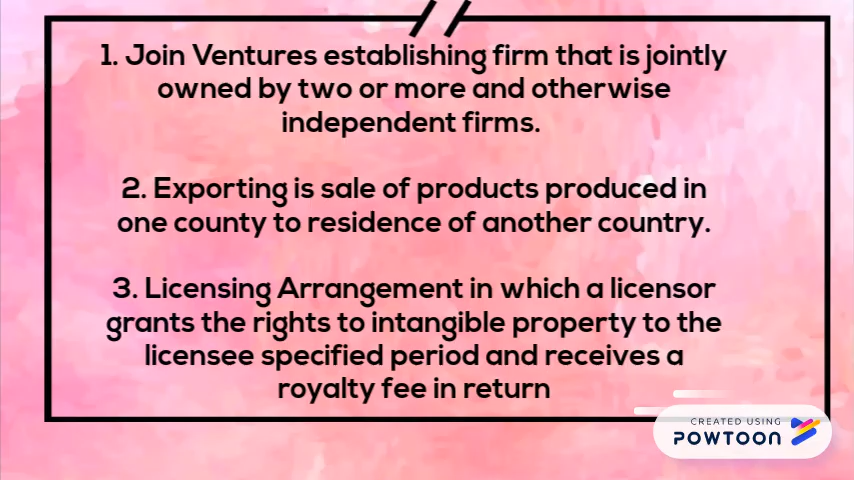 1. Join Ventures establishing firm that is jointly
owned by two or more and otherwise
independent firms.
2. Exporting is sale of products produced in
one county to residence of another country.
3. Licensing Arrangement in which a licensor
grants the rights to intangible property to the
licensee specified period and receives a
royalty fee in return
CREATED USING
POWTOON